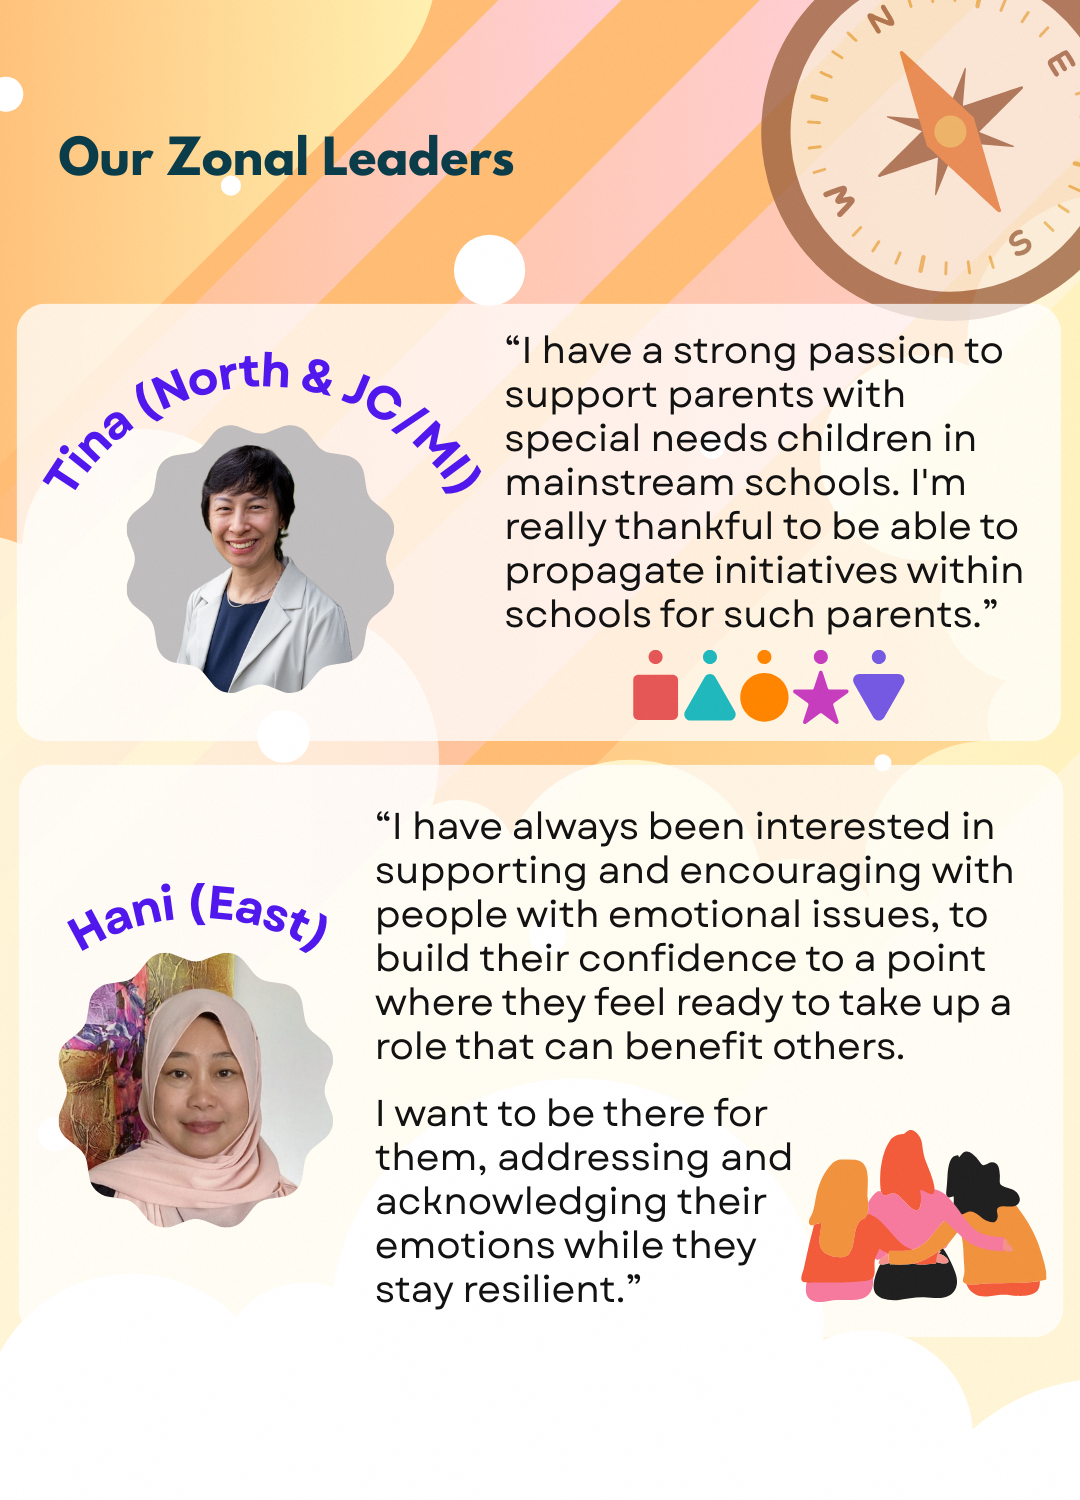 N
E
W
S
Our Zonal Leaders
Tina (North & JC/MI)
“I have a strong passion to
support parents with
special needs children in
mainstream schools. I'm
really thankful to be able to
propagate initiatives within
schools for such parents.”
Hani (East)
“I have always been interested in
supporting and encouraging with
people with emotional issues, to
build their confidence to a point
where they feel ready to take up a
role that can benefit others.
I want to be there for
them, addressing and
acknowledging their
emotions while they
stay resilient.”